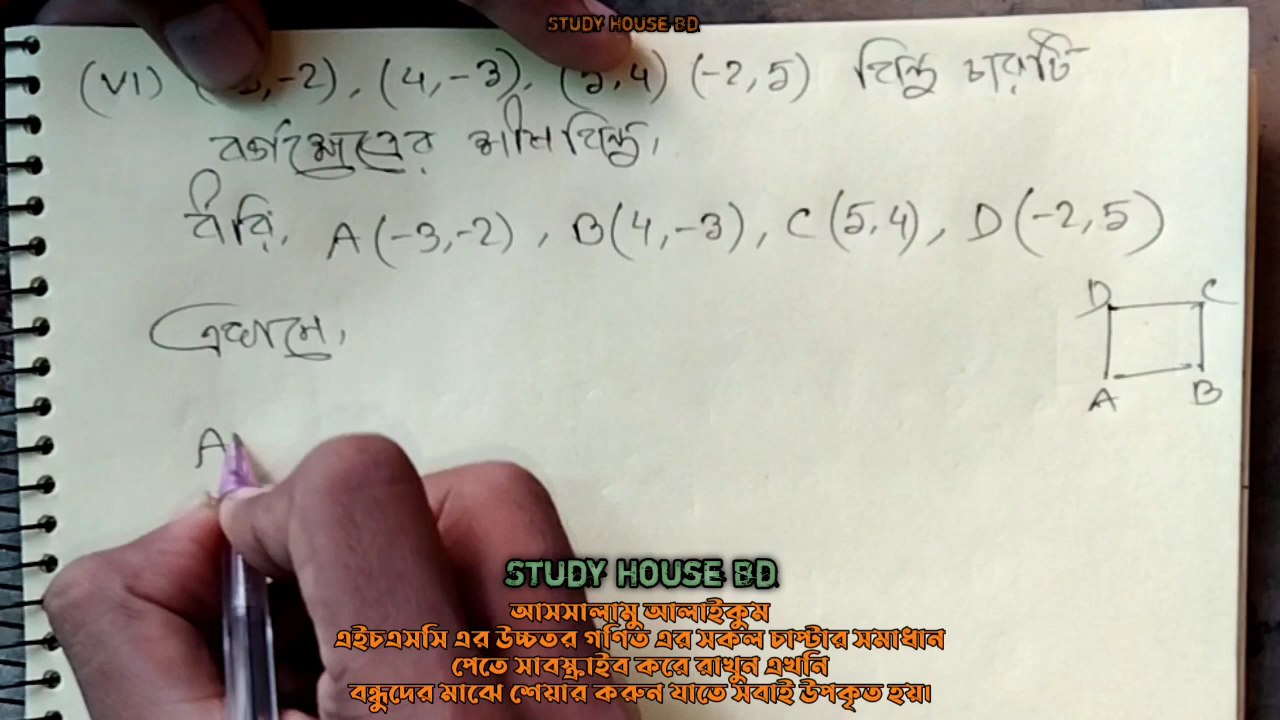 STUDY HOUSE BD
(VI) ,-2), (4,-3), (5,4) (-2,5) বিন্দু চারটি
বর্গক্ষেত্রের শীর্ষবিন্দু।
ধরি, A(-3,-2), B(4,-3), C(5,4), D(-2,5)
D C
এখানে,
A B
A
STUDY HOUSE BD
আসসালামু আলাইকুম
এইচএসসি এর উচ্চতর গণিত এর সকল চাপ্টার সমাধান
পেতে সাবস্ক্রাইব করে রাখুন এখনি
বন্ধুদের মাঝে শেয়ার করুন যাতে সবাই উপকৃত হয়।